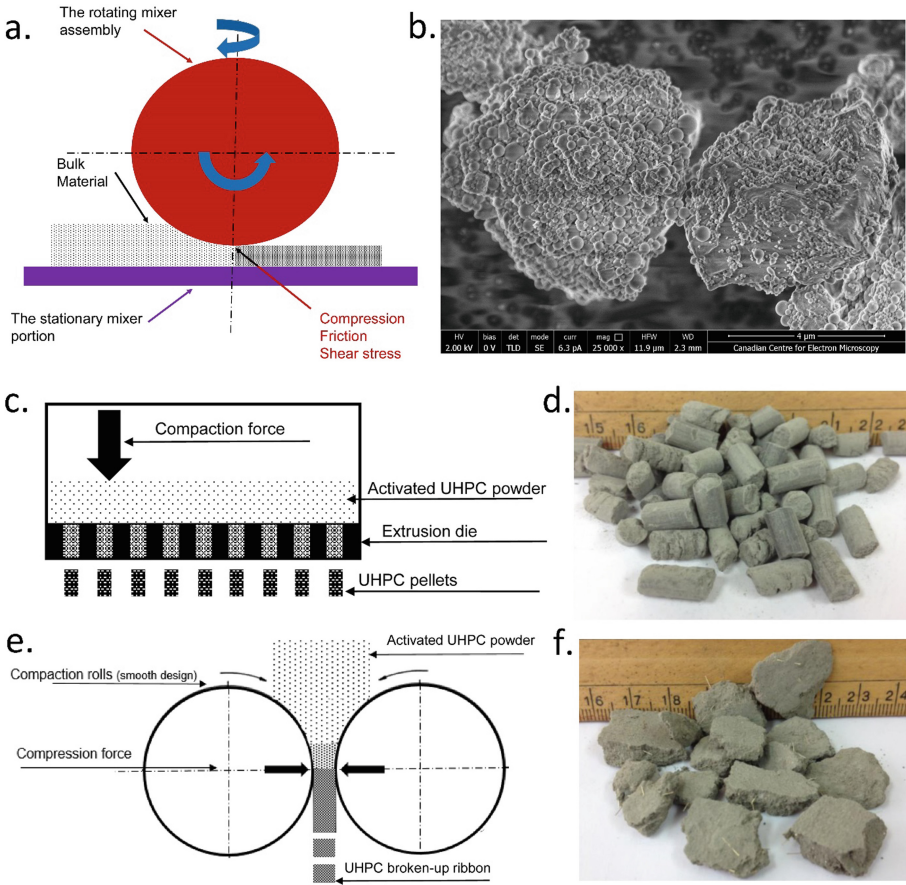 a.
The rotating mixer
assembly
Bulk
Material
The stationary mixer
portion
Compression
Friction
Shear stress
b.
HV bias det mode curr mag HFW WD 4 µm
2.00 kV 0 V TLD SE 6.3 pA 25 000 x 11.9 µm 2.3 mm Canadian Centre for Electron Microscopy
c.
Compaction force
Activated UHPC powder
Extrusion die
UHPC pellets
d.
e.
Activated UHPC powder
Compaction rolls (smooth design)
Compression force
UHPC broken-up ribbon
f.